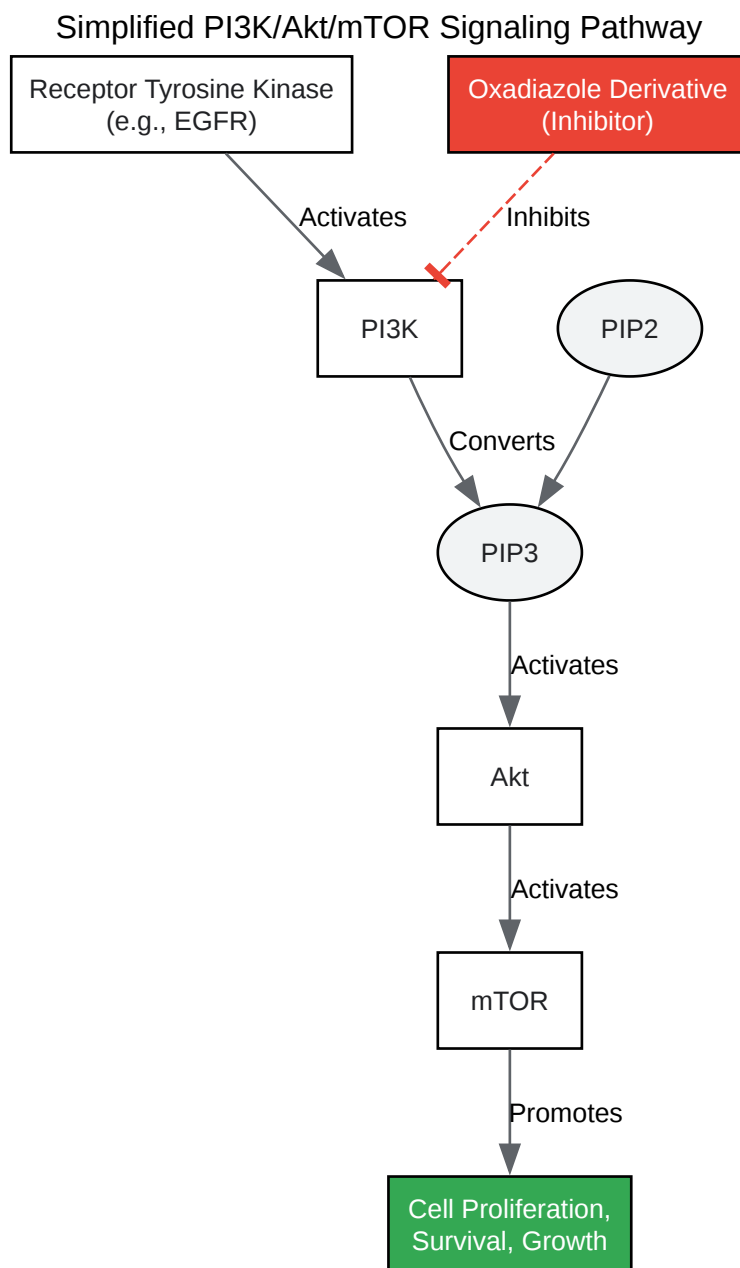 Simplified PI3K/Akt/mTOR Signaling Pathway
Receptor Tyrosine Kinase
(e.g., EGFR)
Oxadiazole Derivative
(Inhibitor)
Activates
Inhibits
PI3K
PIP2
Converts
PIP3
Activates
Akt
Activates
mTOR
Promotes
Cell Proliferation,
Survival, Growth